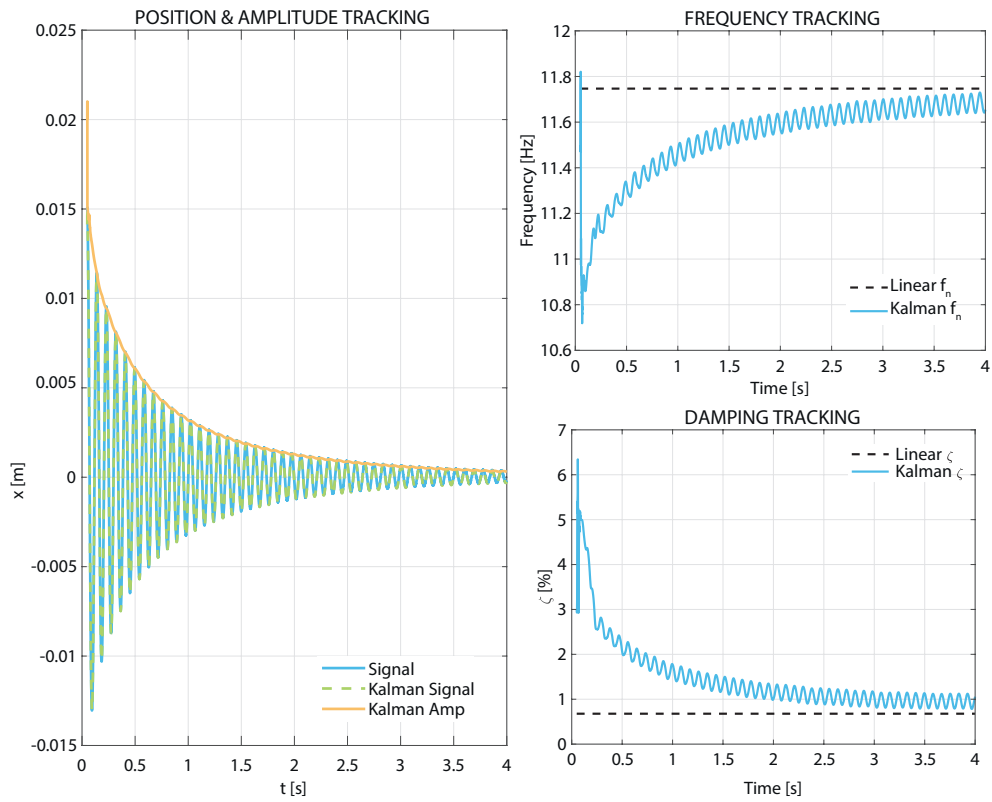 POSITION & AMPLITUDE TRACKING
0.025
0.02
0.015
0.01
0.005
0
-0.005
-0.01
-0.015
x [m]
0 0.5 1 1.5 2 2.5 3 3.5 4
t [s]
Signal
Kalman Signal
Kalman Amp
FREQUENCY TRACKING
12
11.8
11.6
11.4
11.2
11
10.8
10.6
Frequency [Hz]
0 0.5 1 1.5 2 2.5 3 3.5 4
Time [s]
Linear f_n
Kalman f_n
DAMPING TRACKING
7
6
5
4
3
2
1
0
ζ [%]
0 0.5 1 1.5 2 2.5 3 3.5 4
Time [s]
Linear ζ
Kalman ζ